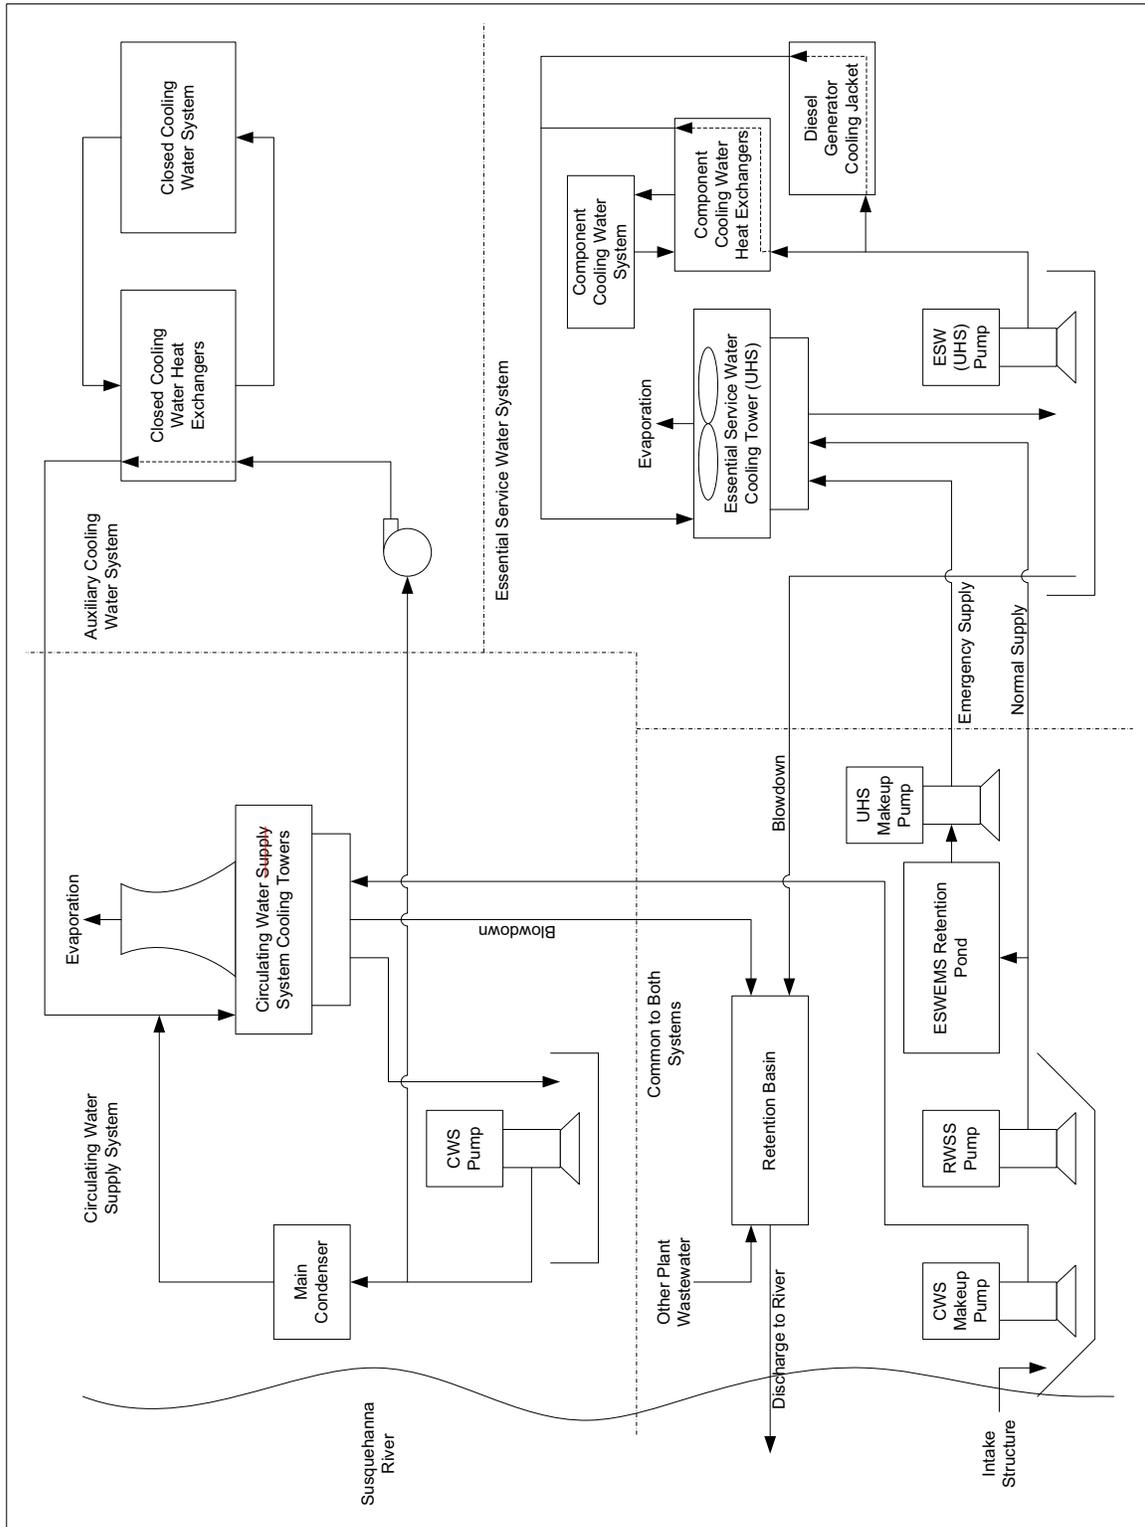 Susquehanna
River
Circulating Water
Supply System
Main
Condenser
CWS
Pump
Evaporation
Circulating Water Supply
System Cooling Towers
Blowdown
Auxiliary Cooling
Water System
Closed Cooling
Water Heat
Exchangers
Closed Cooling
Water System
Essential Service Water System
Evaporation
Essential Service Water
Cooling Tower (UHS)
Component
Cooling Water
System
Component
Cooling Water
Heat Exchangers
Diesel
Generator
Cooling Jacket
ESW
(UHS)
Pump
Common to Both
Systems
Other Plant
Wastewater
Retention Basin
Discharge to River
Blowdown
UHS
Makeup
Pump
ESWEMS Retention
Pond
Emergency Supply
Normal Supply
RWSS
Pump
CWS
Makeup
Pump
Intake
Structure